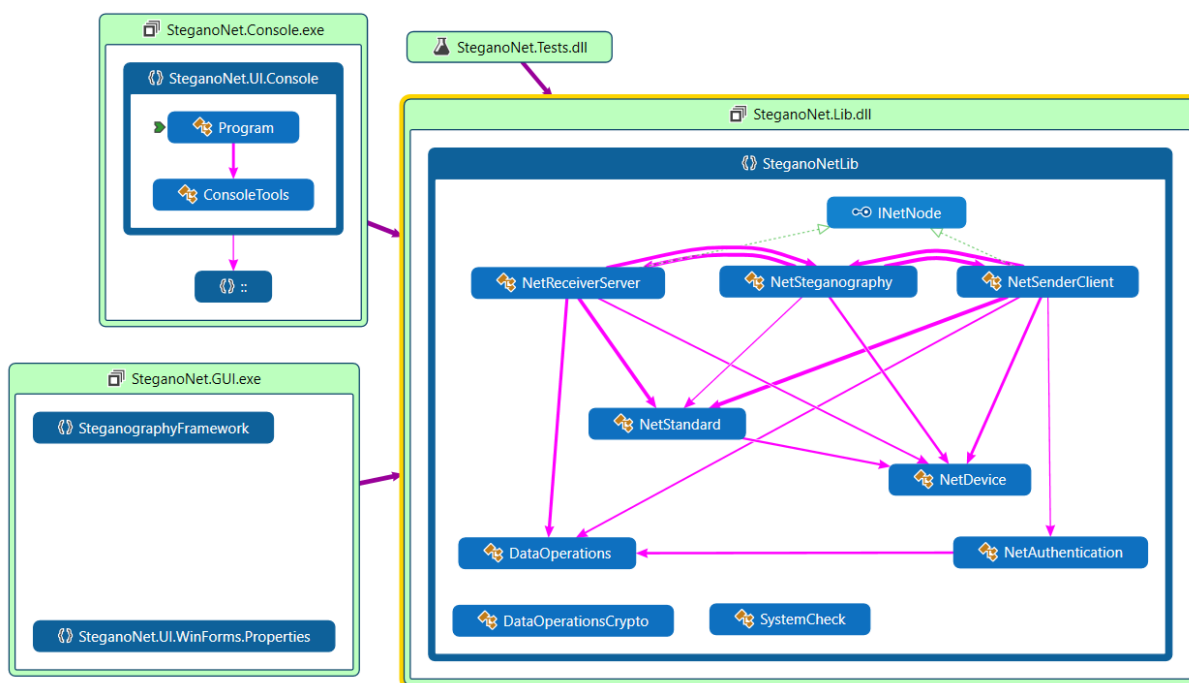 SteganoNet.Console.exe
SteganoNet.UI.Console
Program
ConsoleTools
::
SteganoNet.Tests.dll
SteganoNet.Lib.dll
SteganoNetLib
INetNode
NetReceiverServer
NetSteganography
NetSenderClient
NetStandard
NetDevice
DataOperations
NetAuthentication
DataOperationsCrypto
SystemCheck
SteganoNet.GUI.exe
SteganographyFramework
SteganoNet.UI.WinForms.Properties